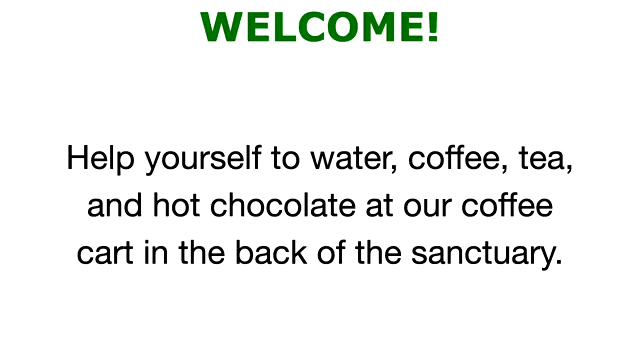 WELCOME!
Help yourself to water, coffee, tea,
and hot chocolate at our coffee
cart in the back of the sanctuary.